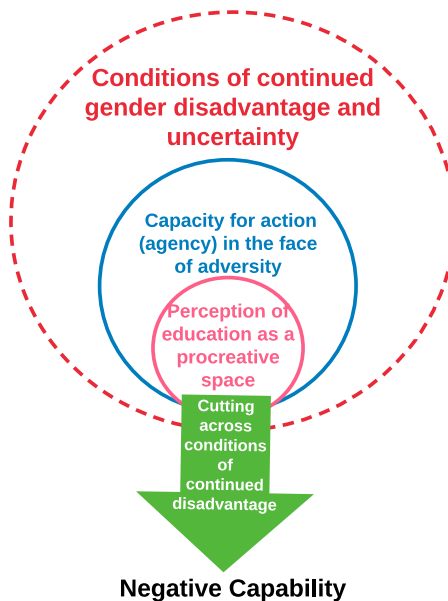 Conditions of continued
gender disadvantage and
uncertainty
Capacity for action
(agency) in the face
of adversity
Perception of
education as a
procreative
space
Cutting
across
conditions
of
continued
disadvantage
Negative Capability